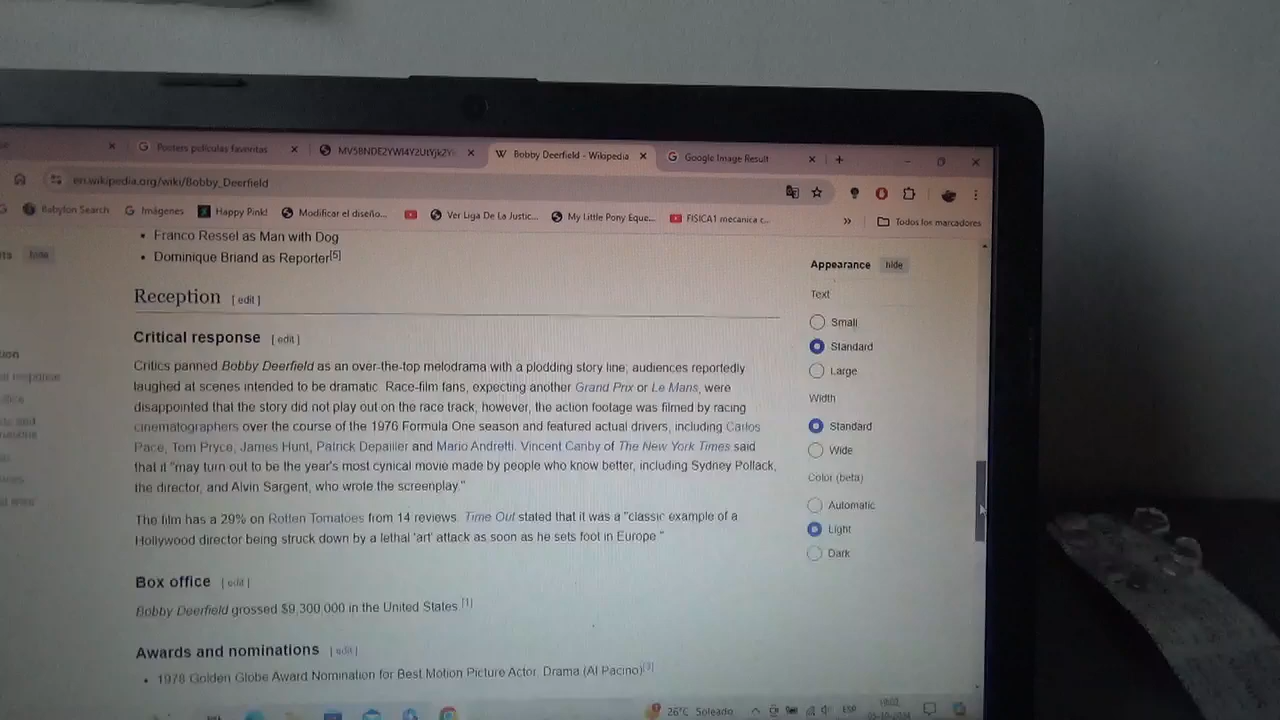 Posters películas favoritas
Bobby Deerfield - Wikipedia
Google Image Result
en.wikipedia.org/wiki/Bobby_Deerfield
Babylon Search
Imágenes
Happy Pink!
Modificar el diseño...
Ver Liga De La Justic...
My Little Pony Eque...
FISICA1 mecanica c...
»
Todos los marcadores
• Franco Ressel as Man with Dog
hide
• Dominique Briand as Reporter[5]
Reception [ edit ]
Critical response [ edit ]
Critics panned Bobby Deerfield as an over-the-top melodrama with a plodding story line; audiences reportedly
laughed at scenes intended to be dramatic. Race-film fans, expecting another Grand Prix or Le Mans, were
disappointed that the story did not play out on the race track, however, the action footage was filmed by racing
cinematographers over the course of the 1976 Formula One season and featured actual drivers, including Carlos
Pace, Tom Pryce, James Hunt, Patrick Depailler and Mario Andretti. Vincent Canby of The New York Times said
that it "may turn out to be the year's most cynical movie made by people who know better, including Sydney Pollack,
the director, and Alvin Sargent, who wrote the screenplay."
The film has a 29% on Rotten Tomatoes from 14 reviews. Time Out stated that it was a "classic example of a
Hollywood director being struck down by a lethal 'art' attack as soon as he sets foot in Europe."
Box office [ edit ]
Bobby Deerfield grossed $9,300,000 in the United States.[1]
Awards and nominations [ edit ]
• 1978 Golden Globe Award Nomination for Best Motion Picture Actor, Drama (Al Pacino)
Appearance hide
Text
Small
Standard
Large
Width
Standard
Wide
Color (beta)
Automatic
Light
Dark
26°C Soleado
ESP